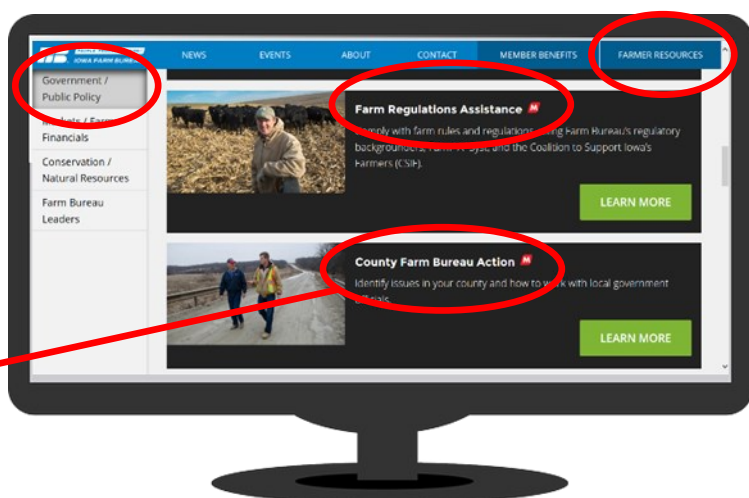 IOWA FARM BUREAU
NEWS
EVENTS
ABOUT
CONTACT
MEMBER BENEFITS
FARMER RESOURCES
Government /
Public Policy
Markets / Farm
Financials
Conservation /
Natural Resources
Farm Bureau
Leaders
Farm Regulations Assistance M
Comply with farm rules and regulations using Farm Bureau's regulatory
backgrounders, and the Coalition to Support Iowa's
Farmers (CSIF).
LEARN MORE
County Farm Bureau Action M
Identify issues in your county and how to work with local government
officials.
LEARN MORE